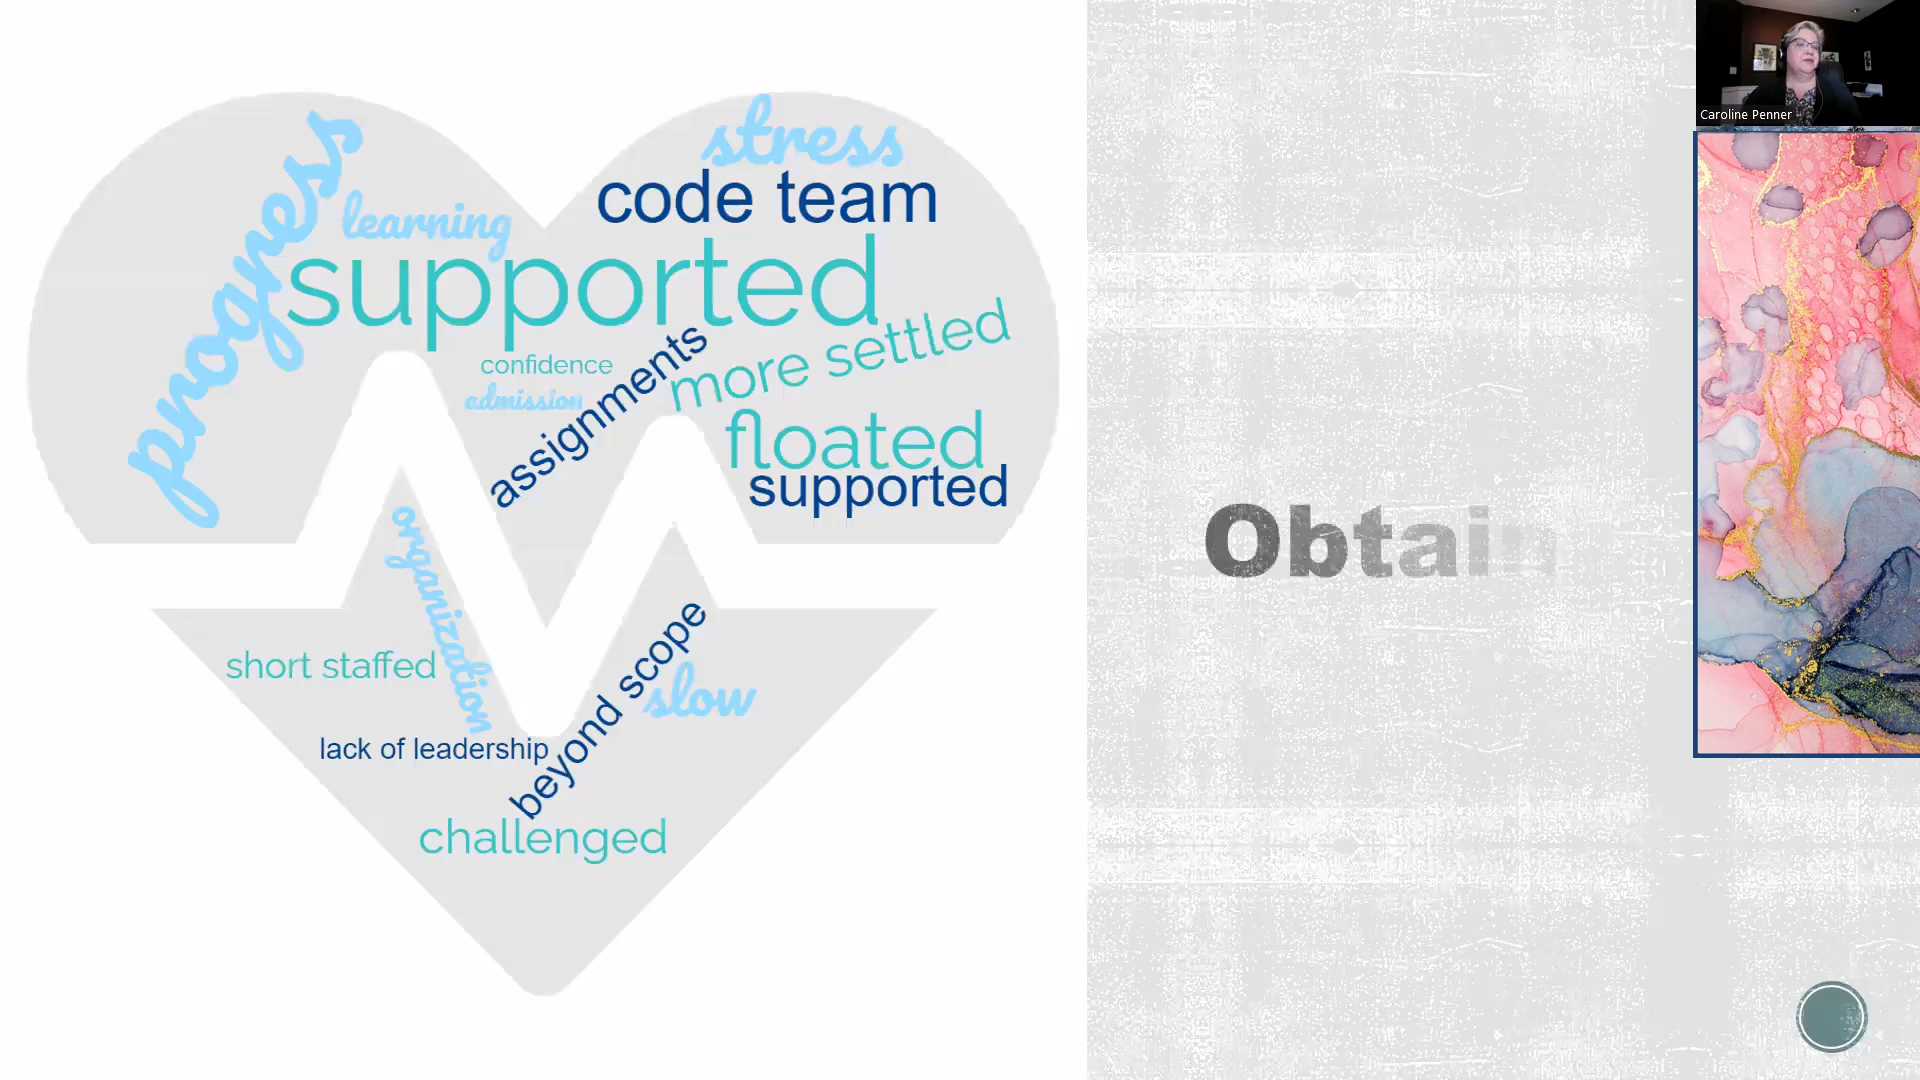 stress
code team
progress
learning
supported
more settled
confidence
assignments
admission
floated
supported
organization
beyond scope
short staffed
slow
lack of leadership
challenged
Obtain
Caroline Penner